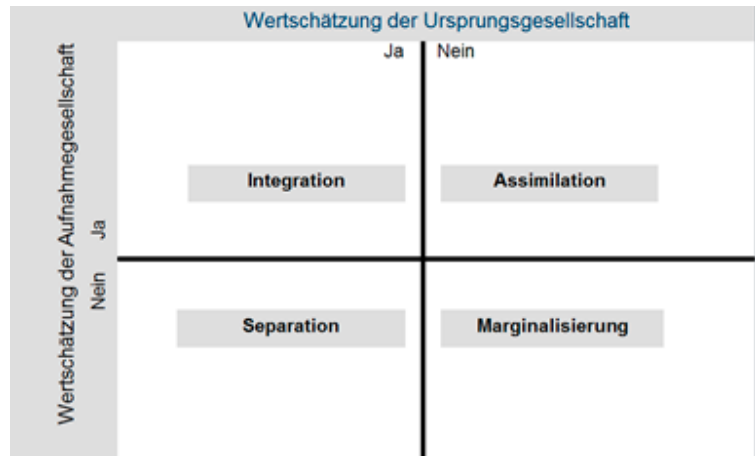 Wertschätzung der Ursprungsgesellschaft
Ja Nein
Wertschätzung der Aufnahmegesellschaft
Ja
Nein
Integration Assimilation
Separation Marginalisierung